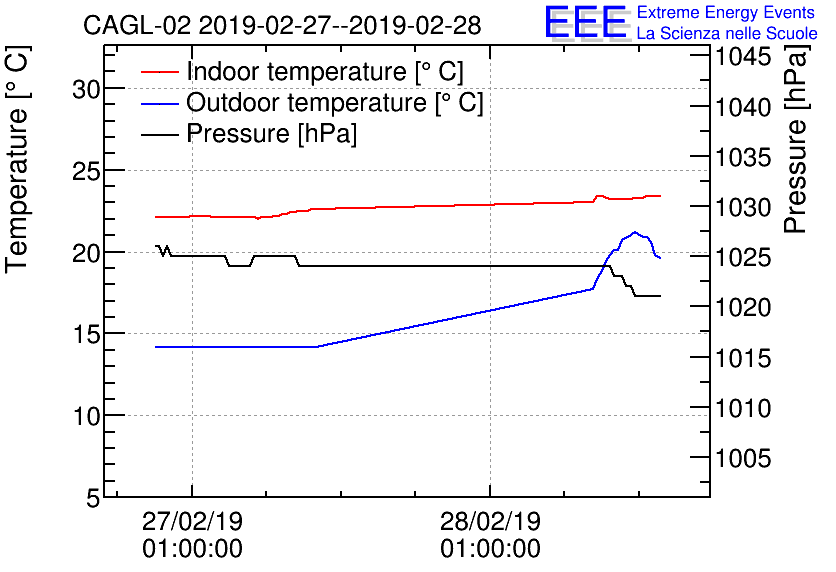 CAGL-02 2019-02-27--2019-02-28
EEE
Extreme Energy Events
La Scienza nelle Scuole
Temperature [° C]
Pressure [hPa]
Indoor temperature [° C]
Outdoor temperature [° C]
Pressure [hPa]
30
25
20
15
10
5
1045
1040
1035
1030
1025
1020
1015
1010
1005
27/02/19
01:00:00
28/02/19
01:00:00